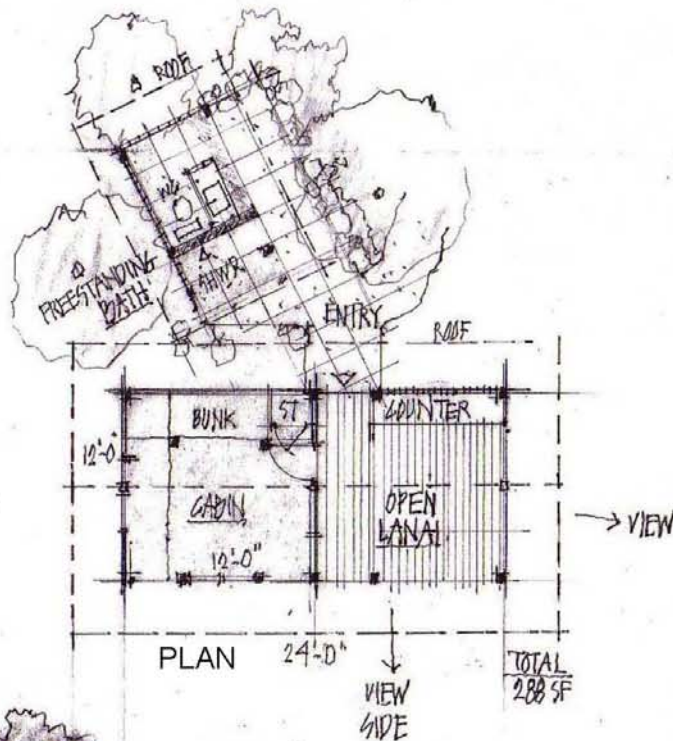 ROOF
WC
SHWR
FREESTANDING
BATH
ENTRY
ROOF
BUNK
ST
COUNTER
12'-0"
CABIN
OPEN
LANAI
VIEW
12'-0"
PLAN
24'-0"
VIEW
SIDE
TOTAL
288 SF